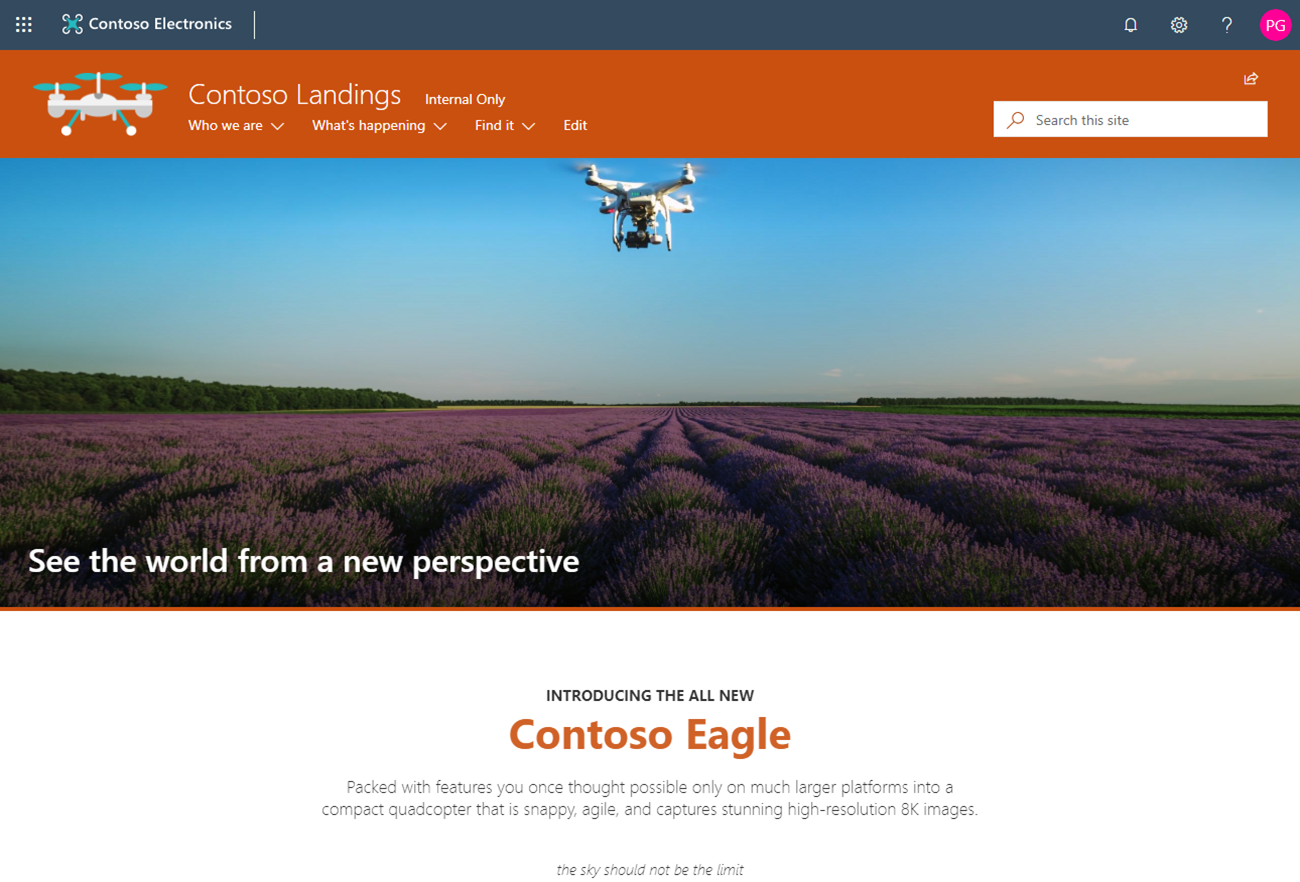 Contoso Electronics
?
PG
Contoso Landings
Internal Only
Who we are
What's happening
Find it
Edit
Search this site
See the world from a new perspective
INTRODUCING THE ALL NEW
Contoso Eagle
Packed with features you once thought possible only on much larger platforms into a
compact quadcopter that is snappy, agile, and captures stunning high-resolution 8K images.
the sky should not be the limit